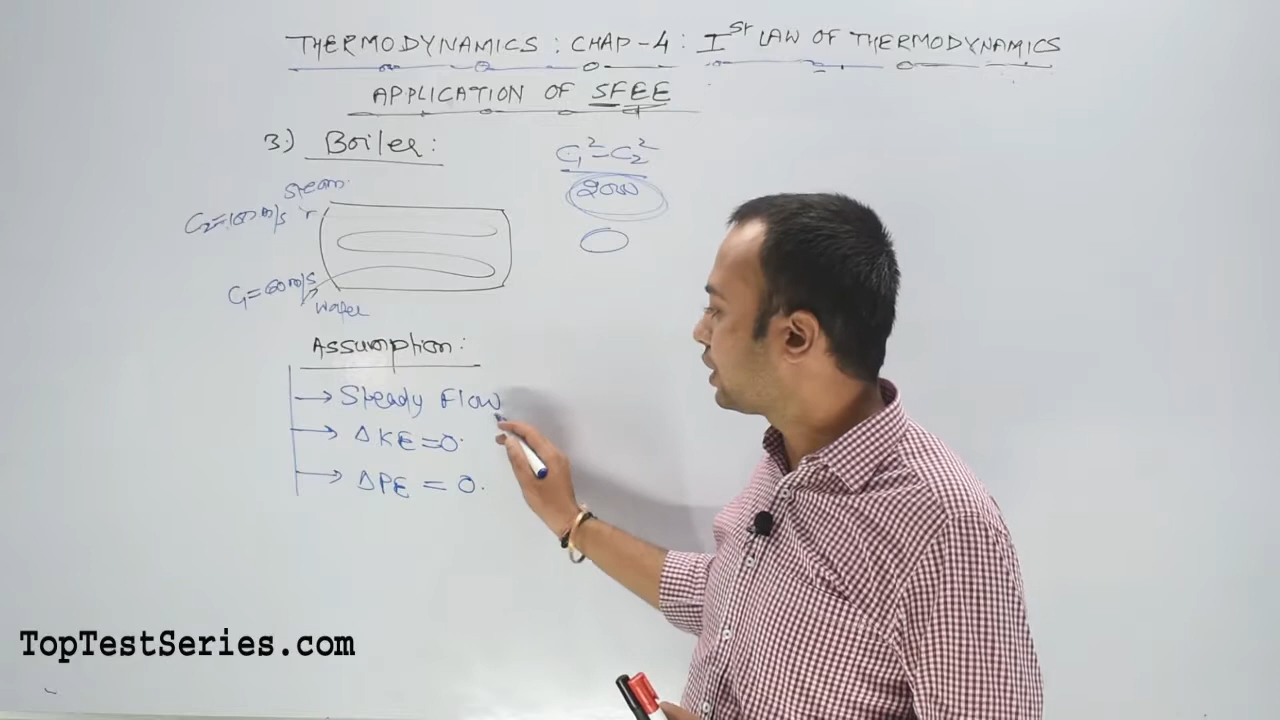 THERMODYNAMICS : CHAP-4 : Ist LAW OF THERMODYNAMICS
APPLICATION OF SFEE
3:) Boiler:
C₁² - C₂²
steam.
2000
C₂=100 m/s
C₁=60 m/s
water
Assumption:
→ Steady Flow
→ ΔKE=0.
→ ΔPE = 0.
TopTestSeries.com